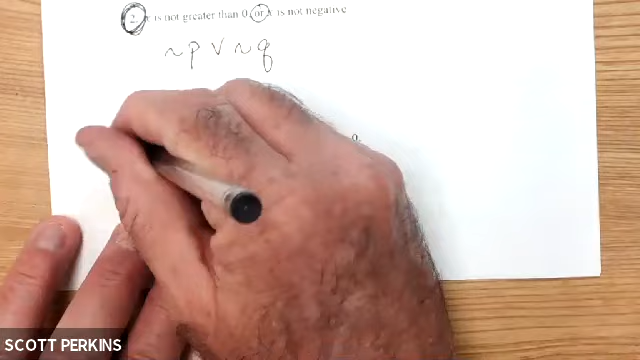 2. x is not greater than 0 or x is not negative
~p ∨ ~q
SCOTT PERKINS